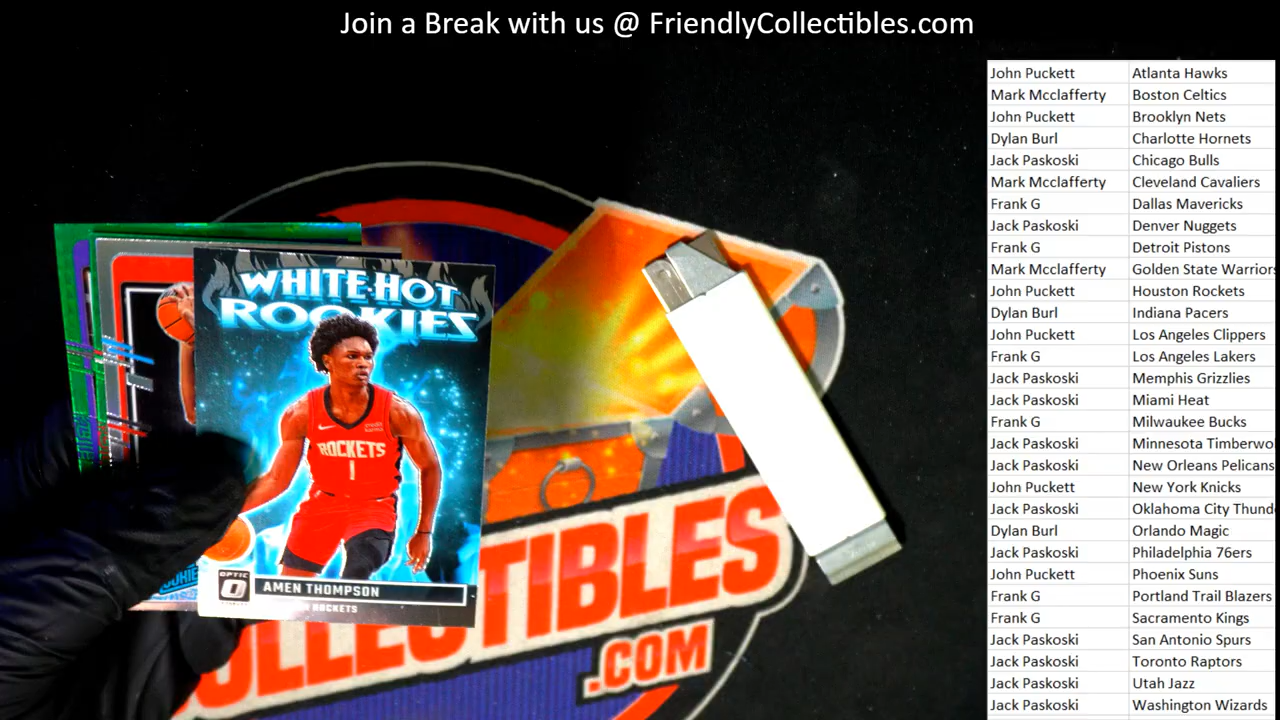 Join a Break with us @ FriendlyCollectibles.com
John Puckett Atlanta Hawks
Mark Mcclafferty Boston Celtics
John Puckett Brooklyn Nets
Dylan Burl Charlotte Hornets
Jack Paskoski Chicago Bulls
Mark Mcclafferty Cleveland Cavaliers
Frank G Dallas Mavericks
Jack Paskoski Denver Nuggets
Frank G Detroit Pistons
Mark Mcclafferty Golden State Warriors
John Puckett Houston Rockets
Dylan Burl Indiana Pacers
John Puckett Los Angeles Clippers
Frank G Los Angeles Lakers
Jack Paskoski Memphis Grizzlies
Jack Paskoski Miami Heat
Frank G Milwaukee Bucks
Jack Paskoski Minnesota Timberwo
Jack Paskoski New Orleans Pelicans
John Puckett New York Knicks
Jack Paskoski Oklahoma City Thund
Dylan Burl Orlando Magic
Jack Paskoski Philadelphia 76ers
John Puckett Phoenix Suns
Frank G Portland Trail Blazers
Frank G Sacramento Kings
Jack Paskoski San Antonio Spurs
Jack Paskoski Toronto Raptors
Jack Paskoski Utah Jazz
Jack Paskoski Washington Wizards
WHITE HOT
ROOKIES
ROCKETS
1
OPTIC
AMEN THOMPSON
ROCKETS
COLLECTIBLES
.COM